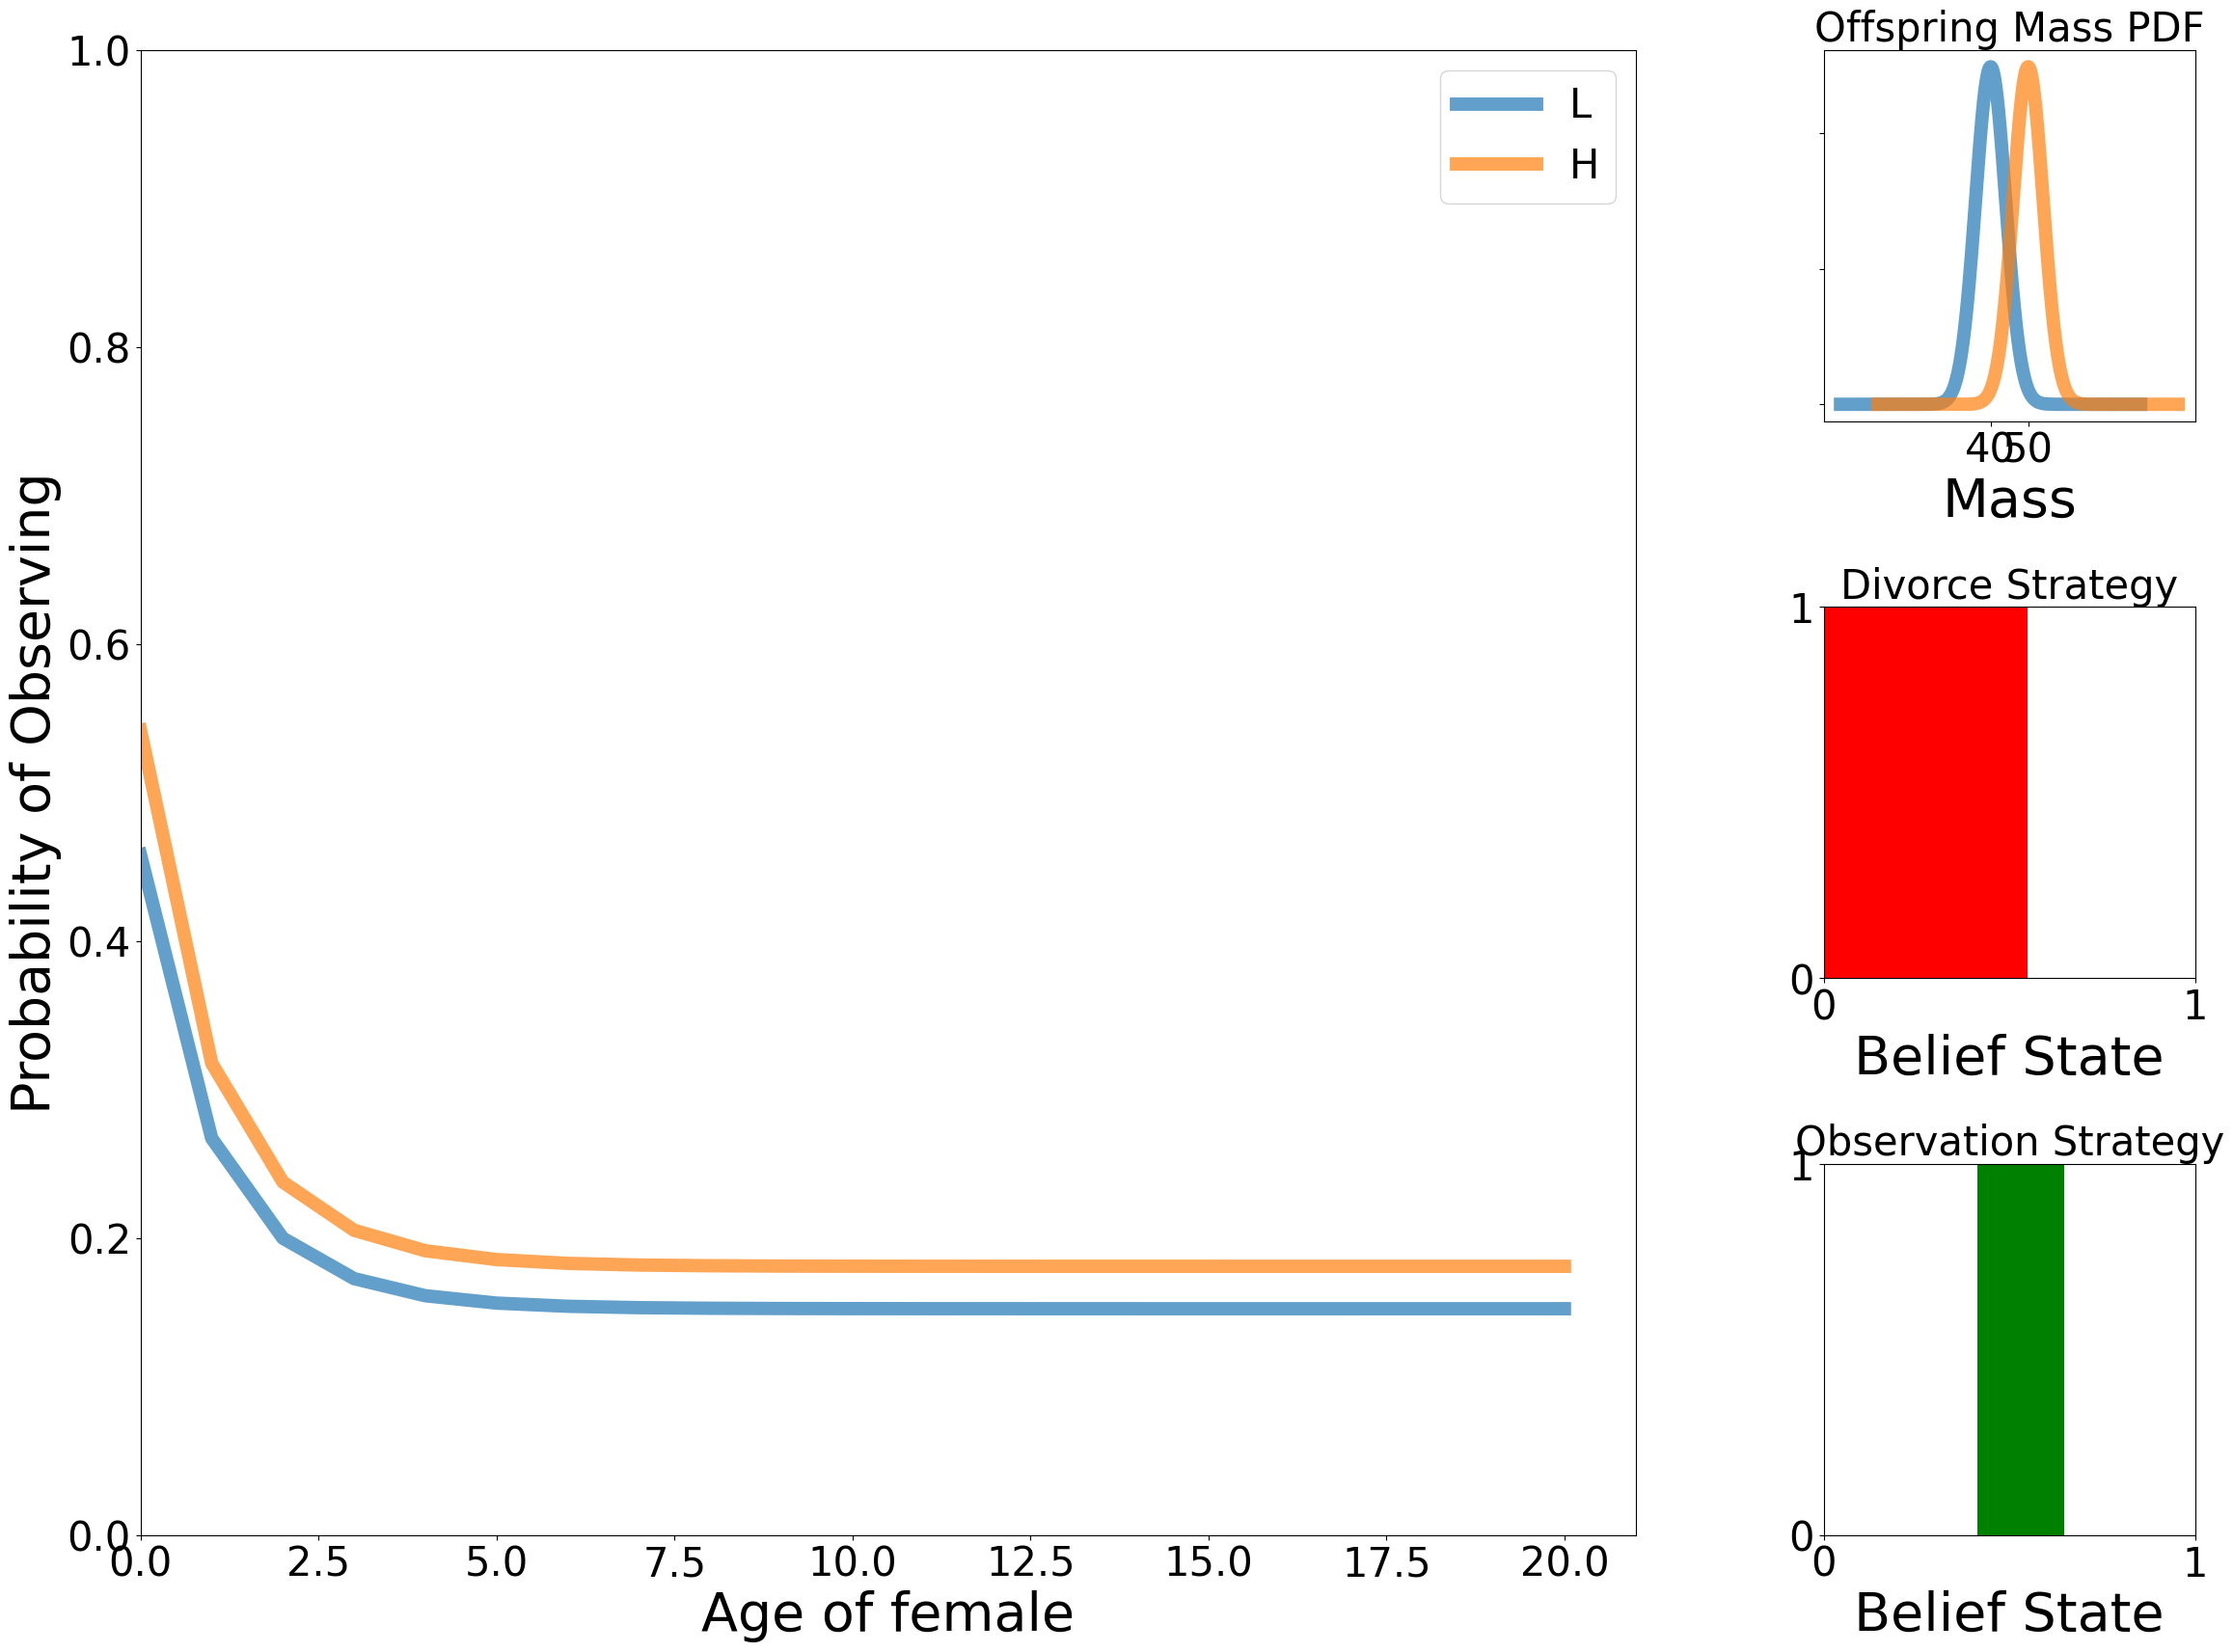 Probability of Observing
1.0
0.8
0.6
0.4
0.2
0.0
0.0 2.5 5.0 7.5 10.0 12.5 15.0 17.5 20.0
Age of female
L
H
Offspring Mass PDF
40 50
Mass
Divorce Strategy
1
0
0 1
Belief State
Observation Strategy
1
0
0 1
Belief State